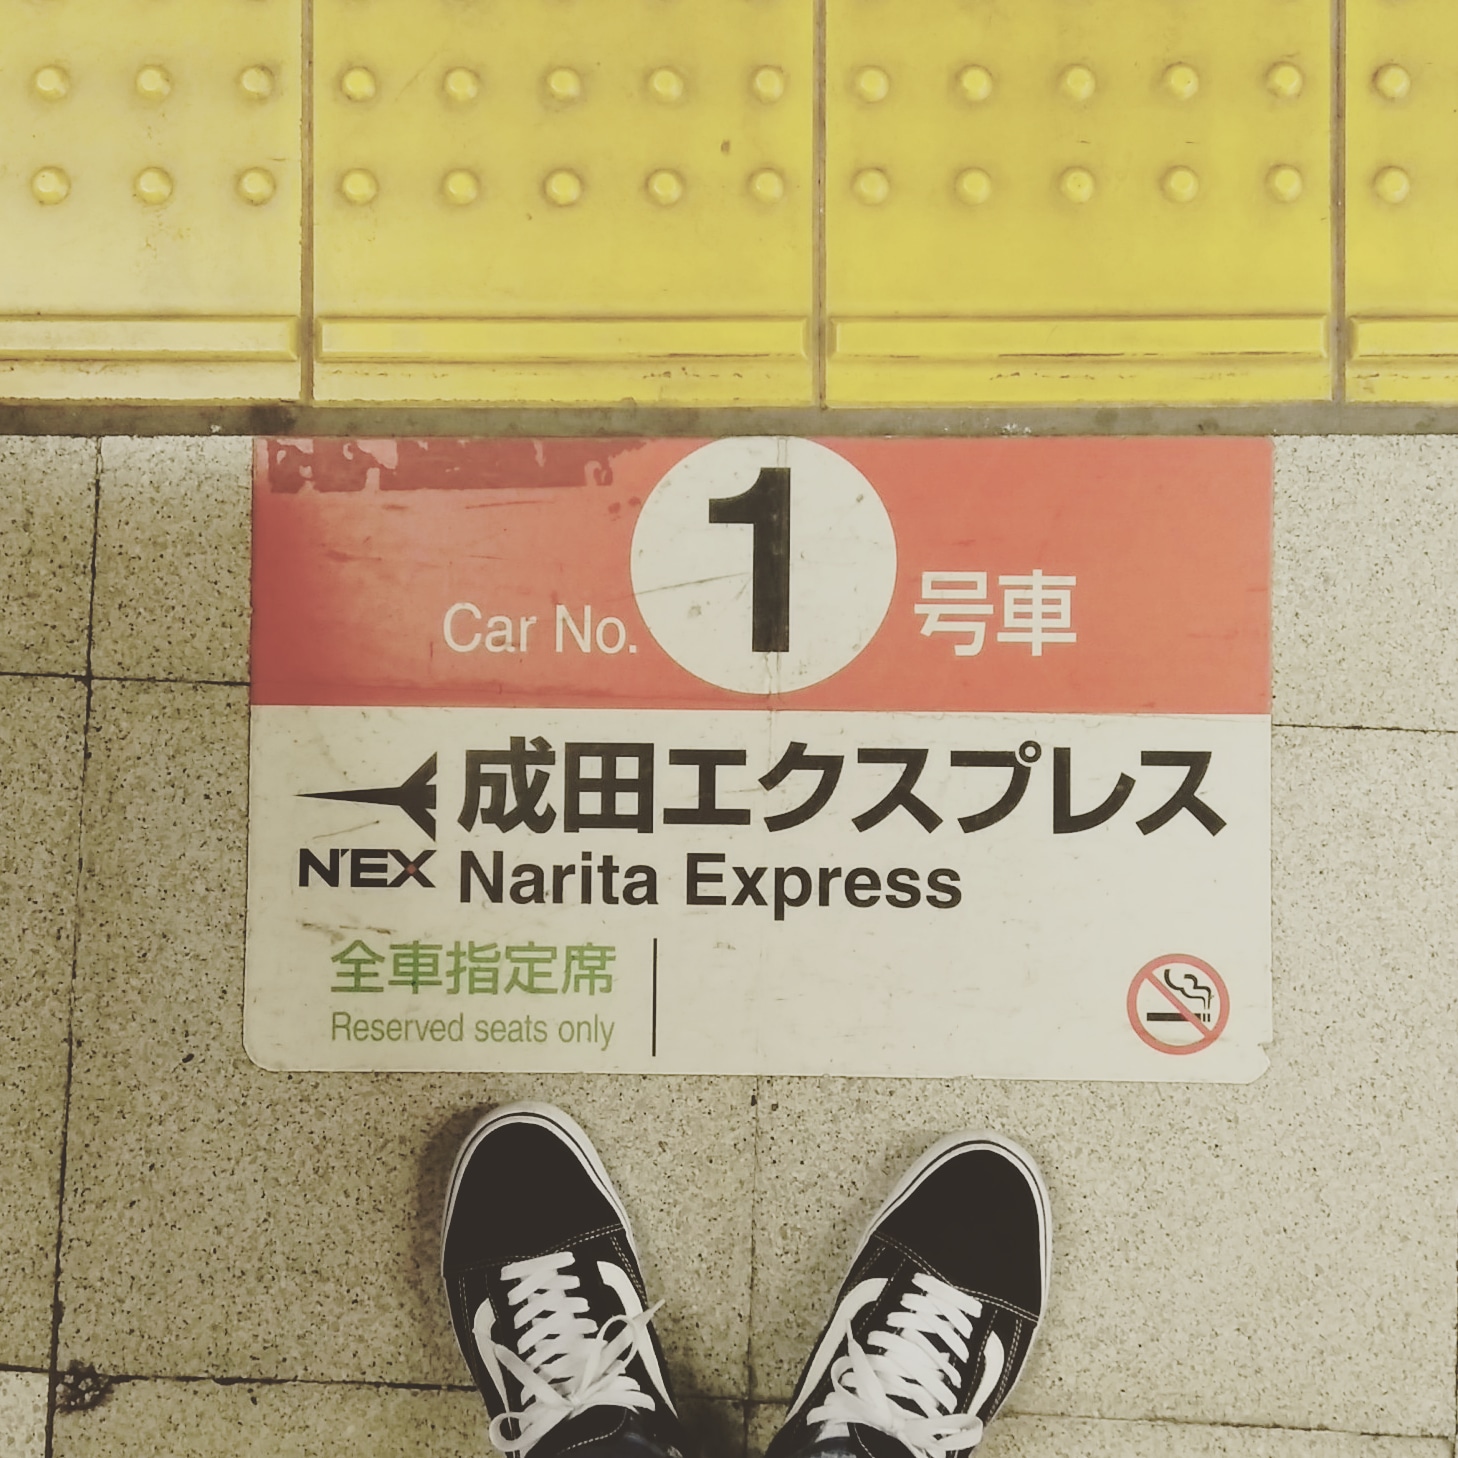 Car No. 1 号車
成田エクスプレス
N'EX Narita Express
全車指定席
Reserved seats only